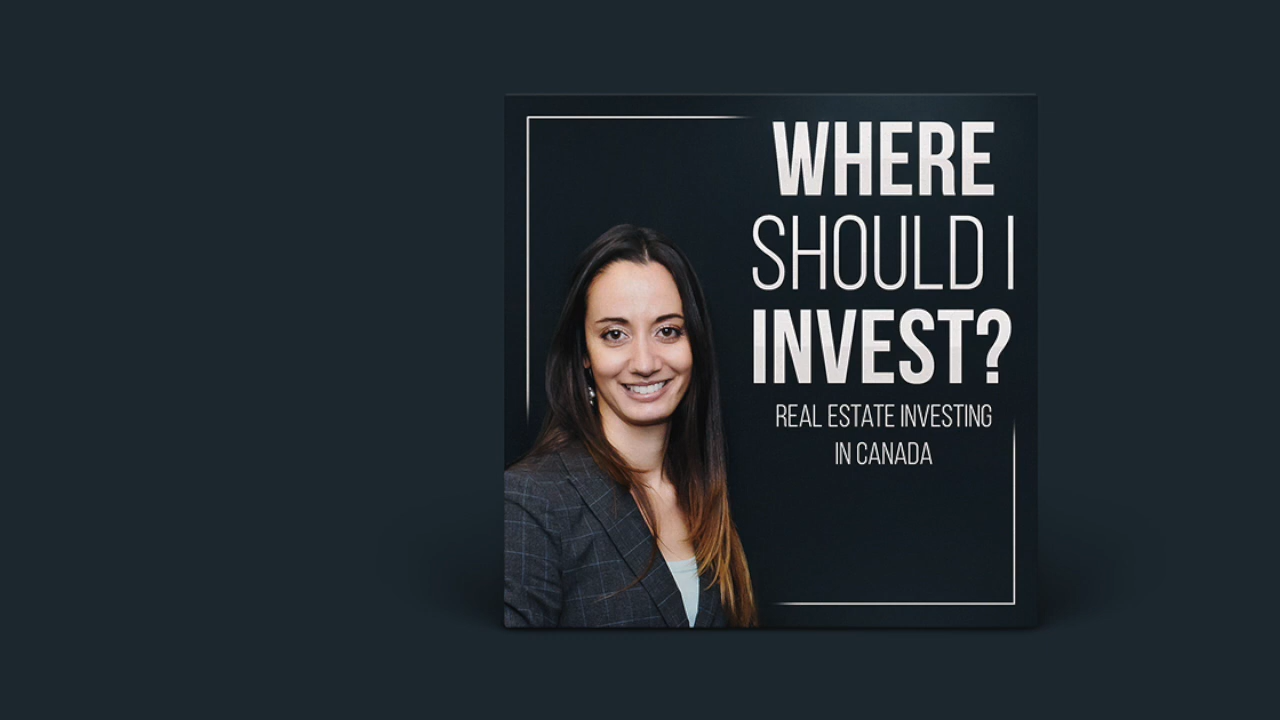 WHERE
SHOULD I
INVEST?
REAL ESTATE INVESTING
IN CANADA